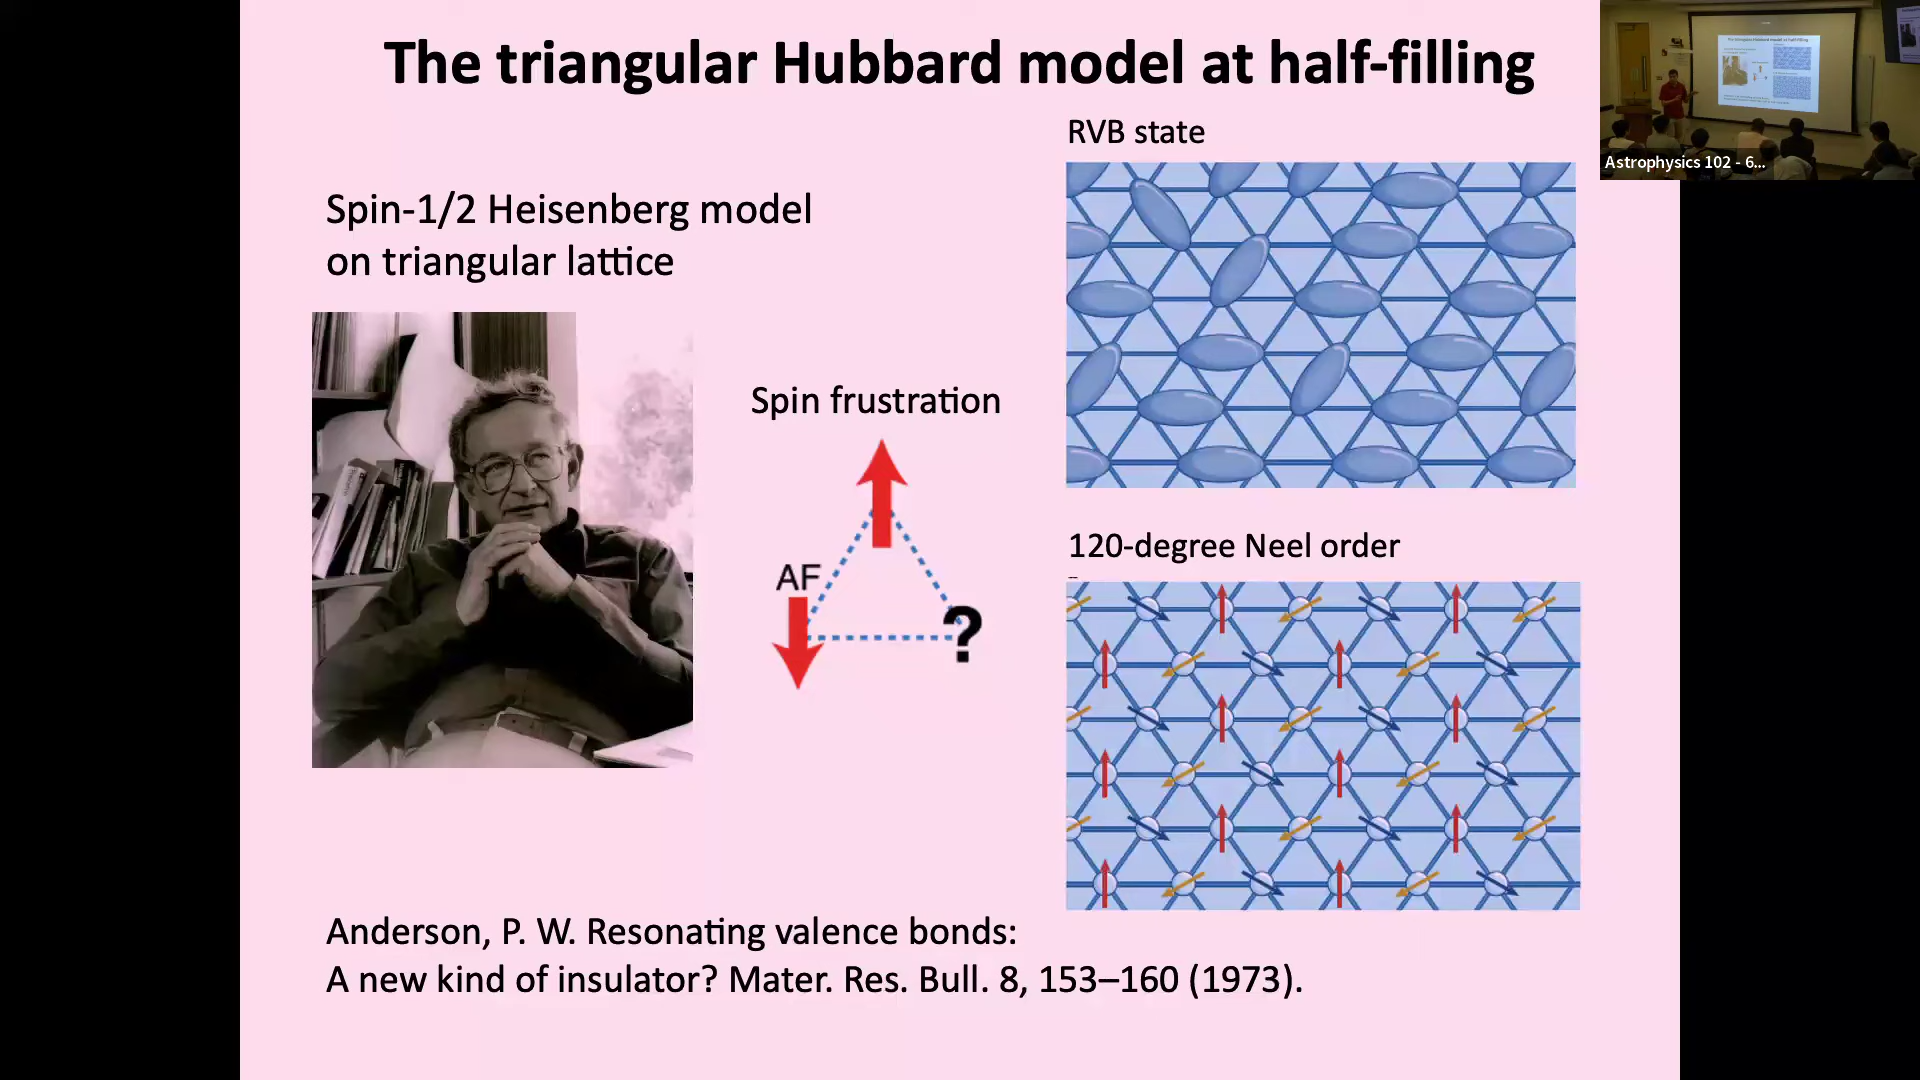 The triangular Hubbard model at half-filling
RVB state
Spin-1/2 Heisenberg model
on triangular lattice
Spin frustration
AF
?
120-degree Neel order
Anderson, P. W. Resonating valence bonds:
A new kind of insulator? Mater. Res. Bull. 8, 153–160 (1973).
Astrophysics 102 - 6...